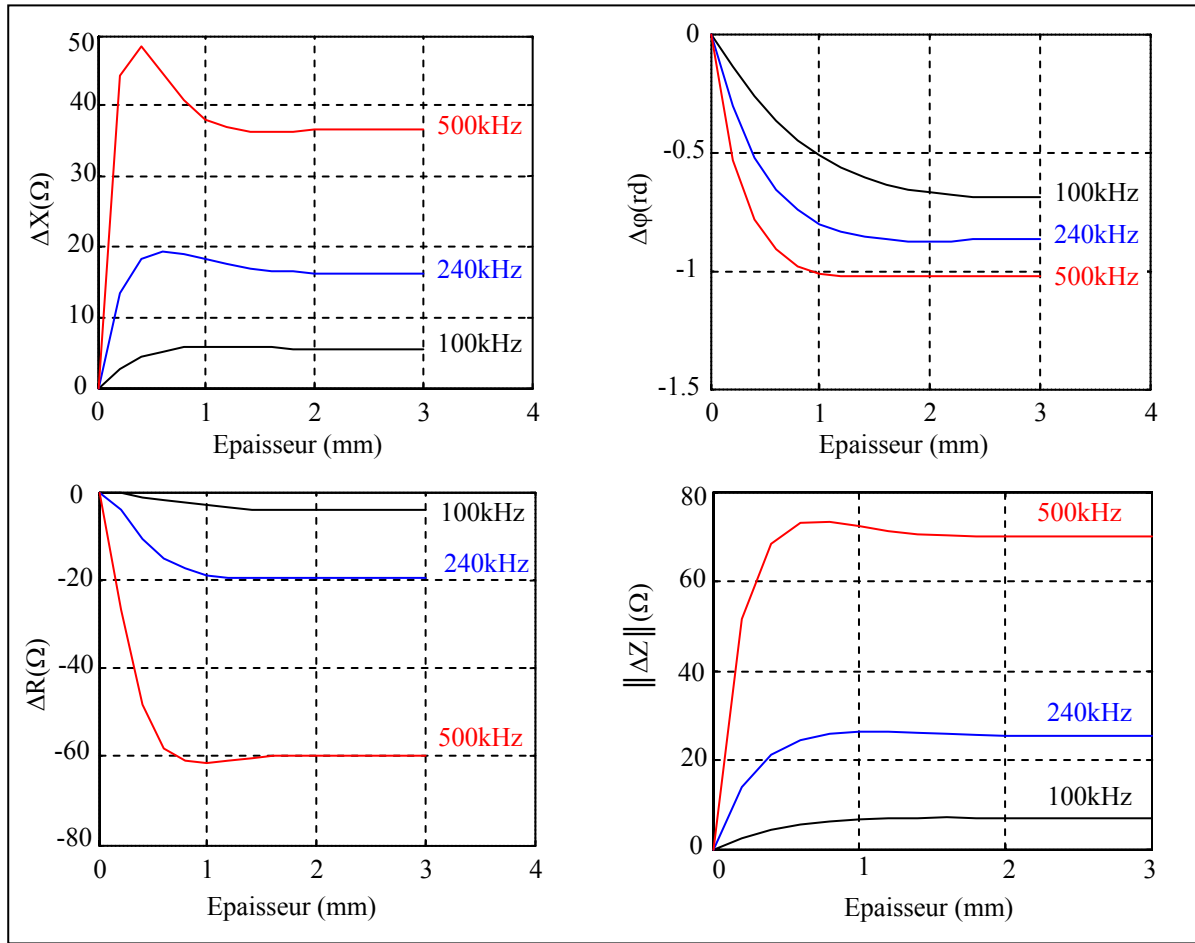 50
40
30
20
10
0
ΔX(Ω)
500kHz
240kHz
100kHz
0 1 2 3 4
Epaisseur (mm)
0
-0.5
-1
-1.5
Δφ(rd)
100kHz
240kHz
500kHz
0 1 2 3 4
Epaisseur (mm)
0
-20
-40
-60
-80
ΔR(Ω)
100kHz
240kHz
500kHz
0 1 2 3 4
Epaisseur (mm)
80
60
40
20
0
‖ΔZ‖(Ω)
500kHz
240kHz
100kHz
0 1 2 3
Epaisseur (mm)